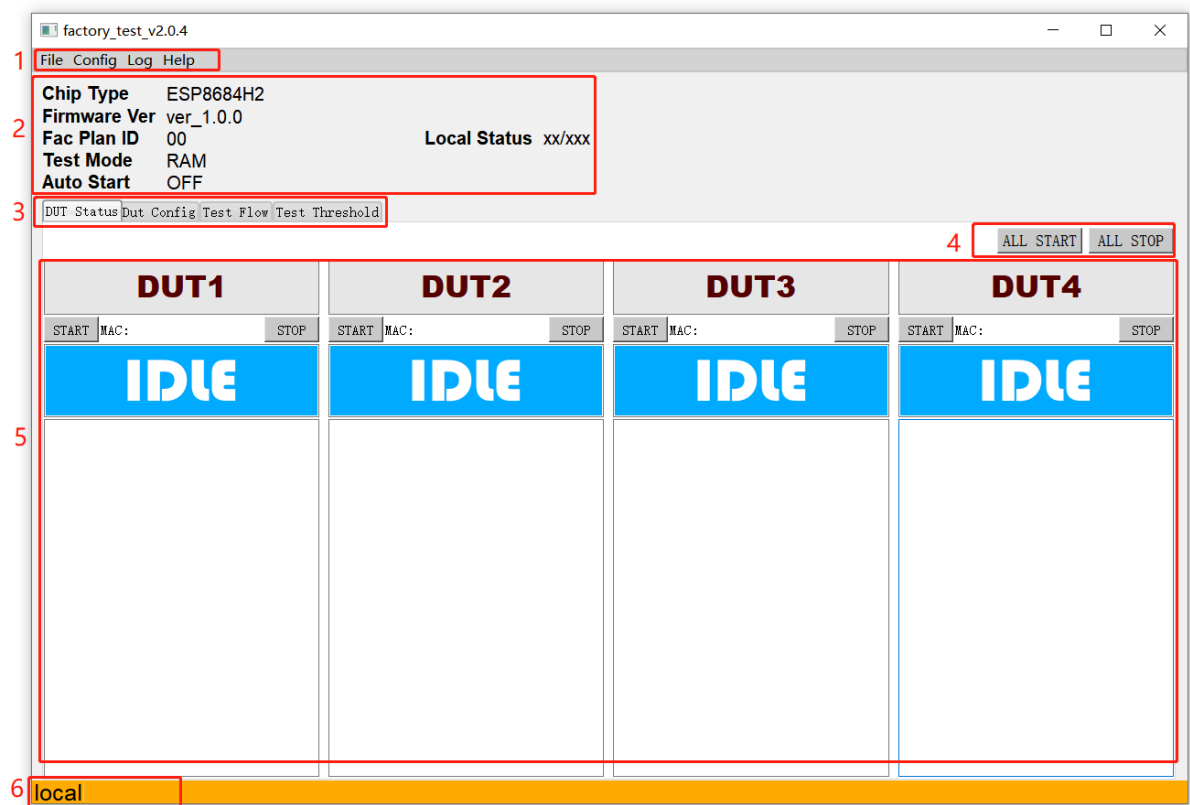 factory_test_v2.0.4
1 File Config Log Help
2
Chip Type ESP8684H2
Firmware Ver ver_1.0.0
Fac Plan ID 00 Local Status xx/xxx
Test Mode RAM
Auto Start OFF
3 DUT Status Dut Config Test Flow Test Threshold
4 ALL START ALL STOP
DUT1 DUT2 DUT3 DUT4
START MAC: STOP START MAC: STOP START MAC: STOP START MAC: STOP
IDLE IDLE IDLE IDLE
5
6 local